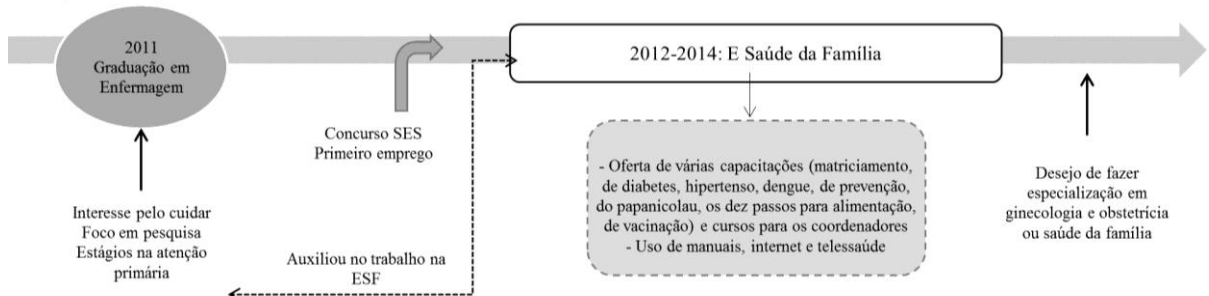 2011
Graduação em
Enfermagem
Interesse pelo cuidar
Foco em pesquisa
Estágios na atenção
primária
Concurso SES
Primeiro emprego
Auxiliou no trabalho na
ESF
2012-2014: E Saúde da Família
- Oferta de várias capacitações (matriciamento,
de diabetes, hipertenso, dengue, de prevenção,
do papanicolau, os dez passos para alimentação,
de vacinação) e cursos para os coordenadores
- Uso de manuais, internet e telessaúde
Desejo de fazer
especialização em
ginecologia e obstetrícia
ou saúde da família